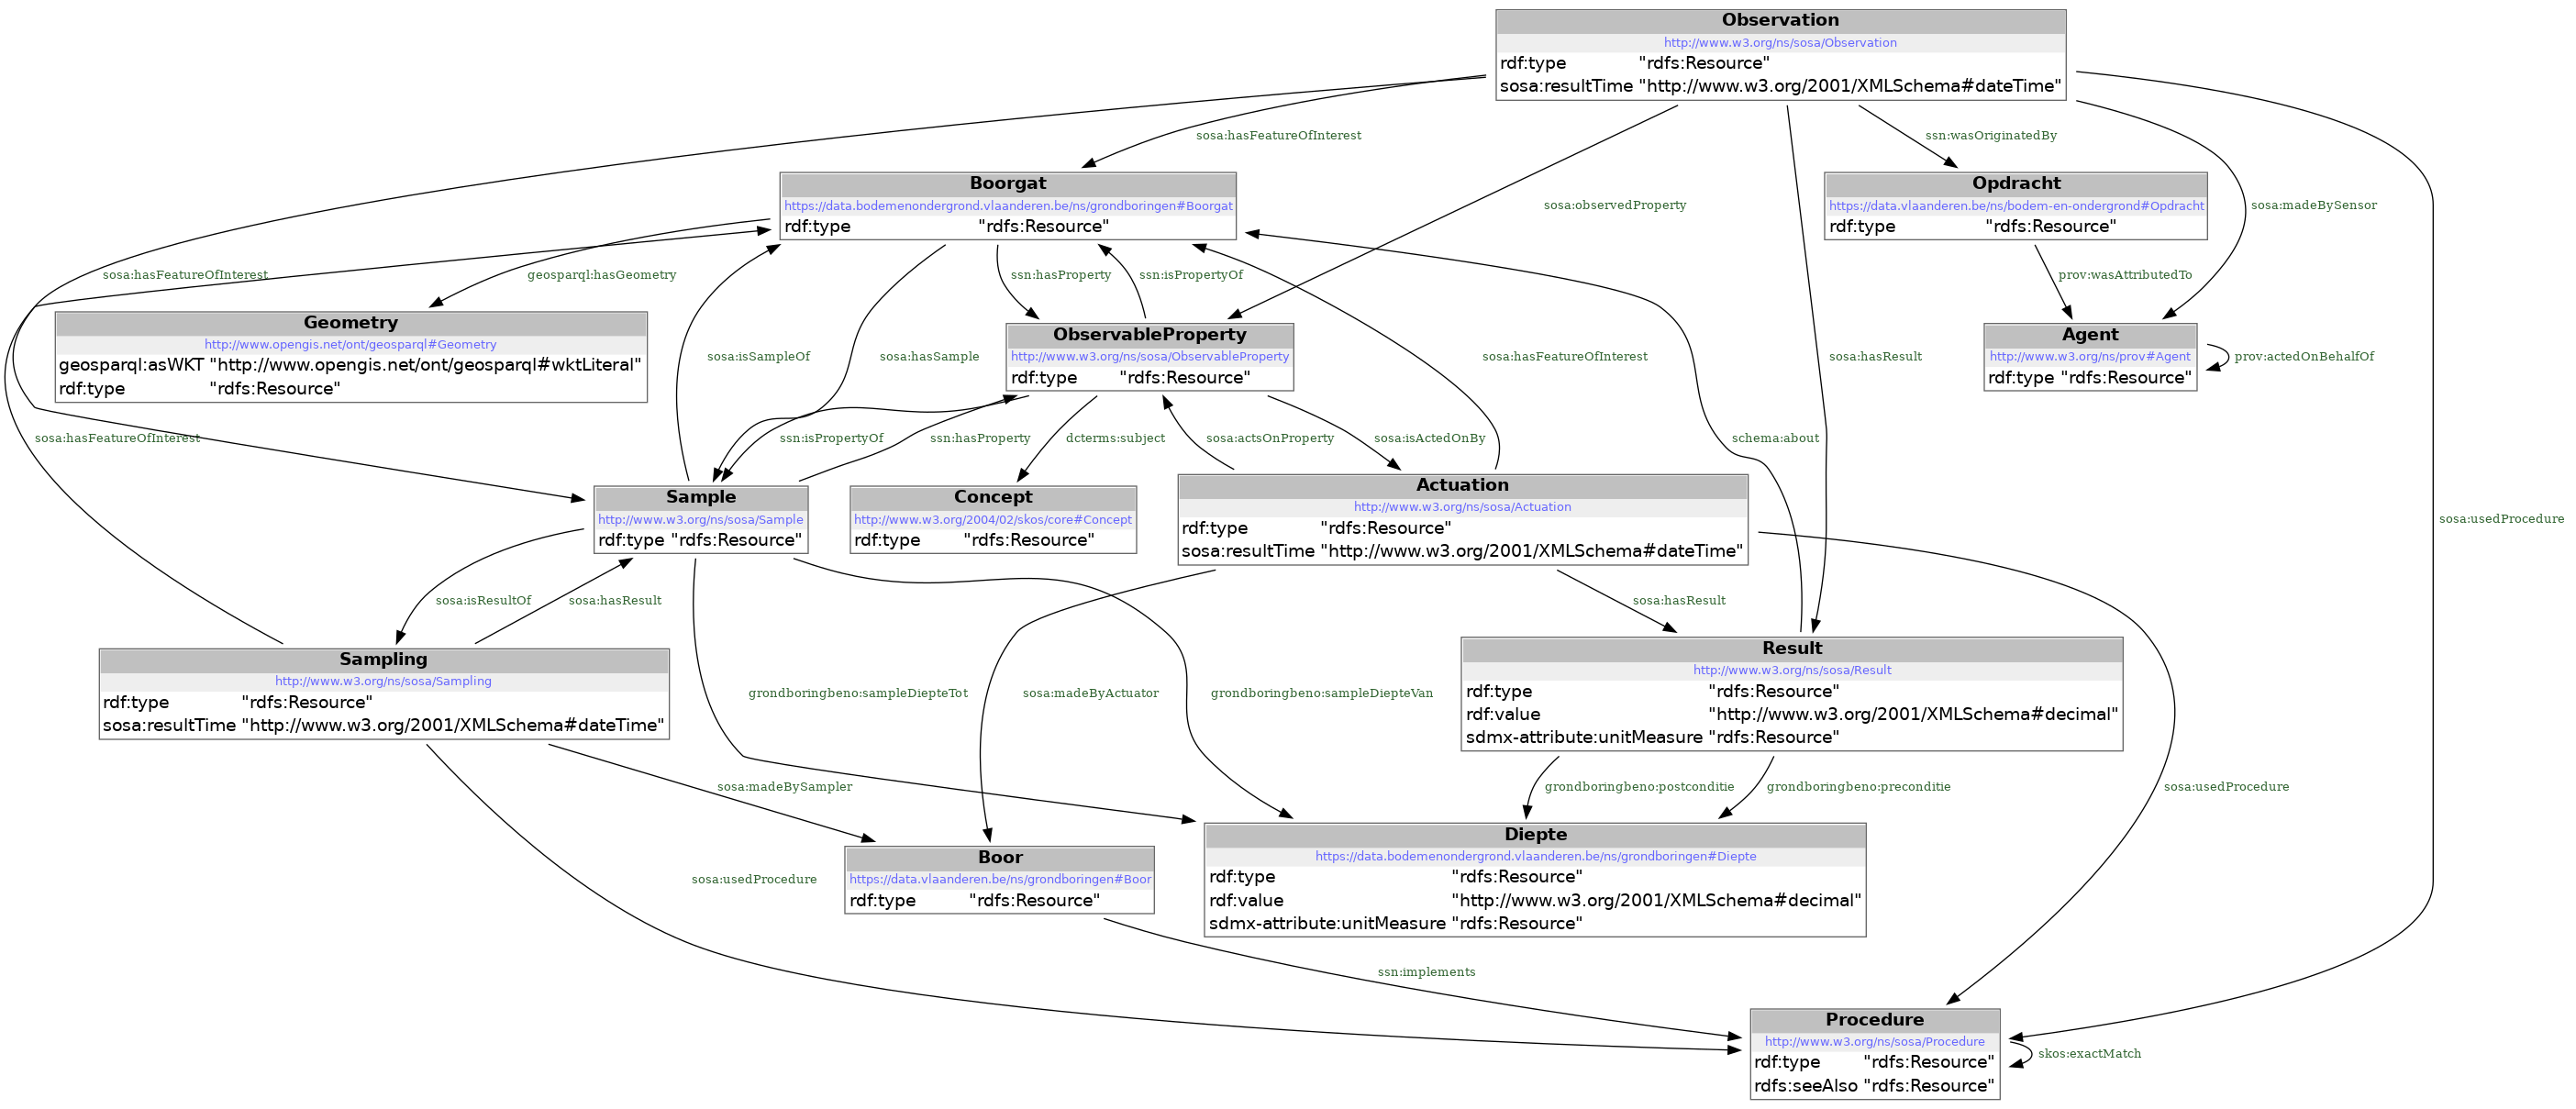 Observation
http://www.w3.org/ns/sosa/Observation
rdf:type "rdfs:Resource"
sosa:resultTime "http://www.w3.org/2001/XMLSchema#dateTime"
sosa:hasFeatureOfInterest
ssn:wasOriginatedBy
Boorgat
https://data.bodemenondergrond.vlaanderen.be/ns/grondboringen#Boorgat
rdf:type "rdfs:Resource"
Opdracht
https://data.vlaanderen.be/ns/bodem-en-ondergrond#Opdracht
rdf:type "rdfs:Resource"
sosa:observedProperty
sosa:madeBySensor
sosa:hasFeatureOfInterest
geosparql:hasGeometry
ssn:hasProperty
ssn:isPropertyOf
prov:wasAttributedTo
Geometry
http://www.opengis.net/ont/geosparql#Geometry
geosparql:asWKT "http://www.opengis.net/ont/geosparql#wktLiteral"
rdf:type "rdfs:Resource"
sosa:isSampleOf
sosa:hasSample
ObservableProperty
http://www.w3.org/ns/sosa/ObservableProperty
rdf:type "rdfs:Resource"
sosa:hasFeatureOfInterest
sosa:hasResult
Agent
http://www.w3.org/ns/prov#Agent
rdf:type "rdfs:Resource"
prov:actedOnBehalfOf
sosa:hasFeatureOfInterest
ssn:isPropertyOf
ssn:hasProperty
dcterms:subject
sosa:actsOnProperty
sosa:isActedOnBy
schema:about
Sample
http://www.w3.org/ns/sosa/Sample
rdf:type "rdfs:Resource"
Concept
http://www.w3.org/2004/02/skos/core#Concept
rdf:type "rdfs:Resource"
Actuation
http://www.w3.org/ns/sosa/Actuation
rdf:type "rdfs:Resource"
sosa:resultTime "http://www.w3.org/2001/XMLSchema#dateTime"
sosa:usedProcedure
sosa:isResultOf
sosa:hasResult
sosa:hasResult
Sampling
http://www.w3.org/ns/sosa/Sampling
rdf:type "rdfs:Resource"
sosa:resultTime "http://www.w3.org/2001/XMLSchema#dateTime"
grondboringbeno:sampleDiepteTot
sosa:madeByActuator
grondboringbeno:sampleDiepteVan
Result
http://www.w3.org/ns/sosa/Result
rdf:type "rdfs:Resource"
rdf:value "http://www.w3.org/2001/XMLSchema#decimal"
sdmx-attribute:unitMeasure "rdfs:Resource"
sosa:madeBySampler
grondboringbeno:postconditie
grondboringbeno:preconditie
sosa:usedProcedure
Boor
https://data.vlaanderen.be/ns/grondboringen#Boor
rdf:type "rdfs:Resource"
Diepte
https://data.bodemenondergrond.vlaanderen.be/ns/grondboringen#Diepte
rdf:type "rdfs:Resource"
rdf:value "http://www.w3.org/2001/XMLSchema#decimal"
sdmx-attribute:unitMeasure "rdfs:Resource"
sosa:usedProcedure
ssn:implements
Procedure
http://www.w3.org/ns/sosa/Procedure
rdf:type "rdfs:Resource"
rdfs:seeAlso "rdfs:Resource"
skos:exactMatch